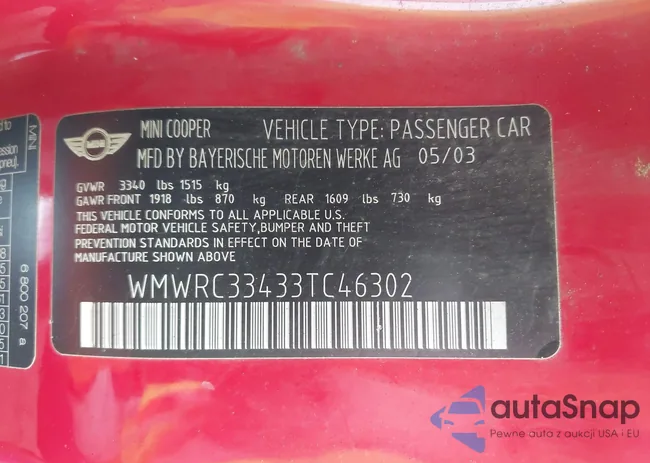 MINI COOPER VEHICLE TYPE: PASSENGER CAR
MFD BY BAYERISCHE MOTOREN WERKE AG 05/03
GVWR 3340 lbs 1515 kg
GAWR FRONT 1918 lbs 870 kg REAR 1609 lbs 730 kg
THIS VEHICLE CONFORMS TO ALL APPLICABLE U.S.
FEDERAL MOTOR VEHICLE SAFETY,BUMPER AND THEFT
PREVENTION STANDARDS IN EFFECT ON THE DATE OF
MANUFACTURE SHOWN ABOVE
WMWRC33433TC46302
MINI
6 800 207 a
autaSnap
Pewne auta z aukcji USA i EU